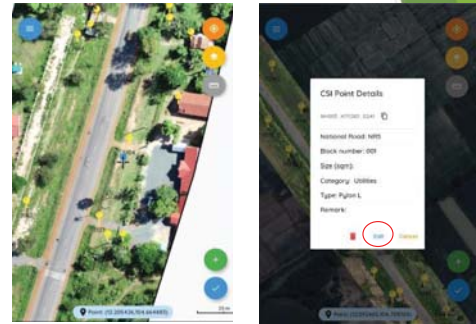 Point: (12.209436,104.664883)
20 m
CSI Point Details
National Road: NR5
Block number: 001
Size (sqm):
Category: Utilities
Type: Pylon L
Remark:
Edit Cancel